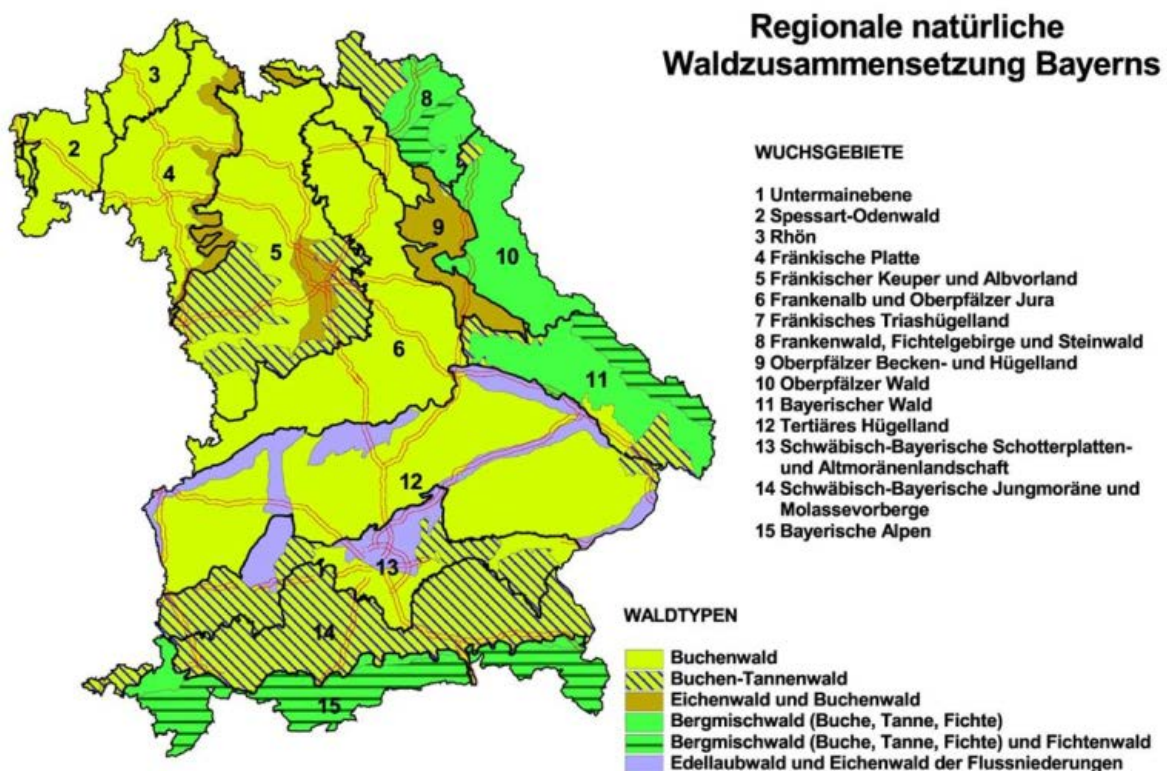 Regionale natürliche
Waldzusammensetzung Bayerns
WUCHSGEBIETE
1 Untermainebene
2 Spessart-Odenwald
3 Rhön
4 Fränkische Platte
5 Fränkischer Keuper und Albvorland
6 Frankenalb und Oberpfälzer Jura
7 Fränkisches Triashügelland
8 Frankenwald, Fichtelgebirge und Steinwald
9 Oberpfälzer Becken- und Hügelland
10 Oberpfälzer Wald
11 Bayerischer Wald
12 Tertiäres Hügelland
13 Schwäbisch-Bayerische Schotterplatten-
und Altmoränenlandschaft
14 Schwäbisch-Bayerische Jungmoräne und
Molassevorberge
15 Bayerische Alpen
WALDTYPEN
Buchenwald
Buchen-Tannenwald
Eichenwald und Buchenwald
Bergmischwald (Buche, Tanne, Fichte)
Bergmischwald (Buche, Tanne, Fichte) und Fichtenwald
Edellaubwald und Eichenwald der Flussniederungen
3
8
7
2
4
9
5
10
6
11
12
1
13
14
15